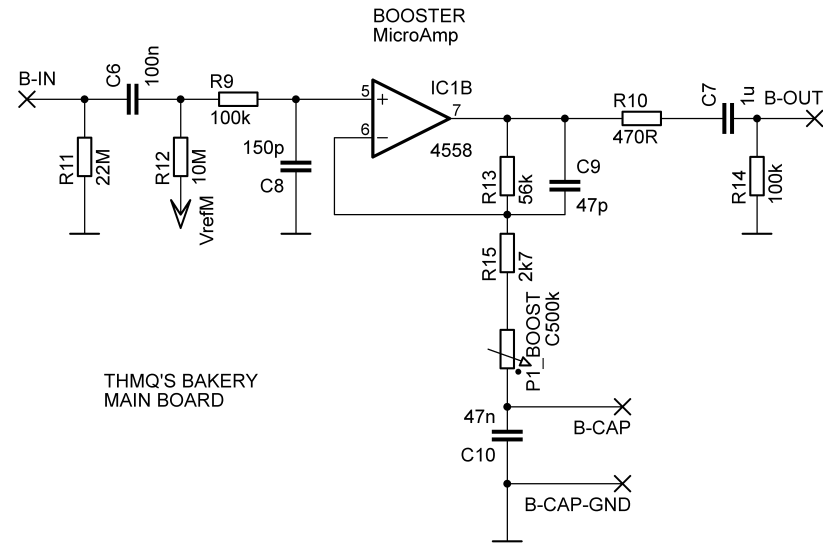 BOOSTER
MicroAmp
B-IN
C6
100n
R9
100k
5
+
6
−
7
IC1B
4558
R10
470R
C7
1u
B-OUT
R11
22M
R12
10M
VrefM
150p
C8
R13
56k
C9
47p
R14
100k
R15
2k7
P1_BOOST
C500k
THMQ'S BAKERY
MAIN BOARD
47n
C10
B-CAP
B-CAP-GND